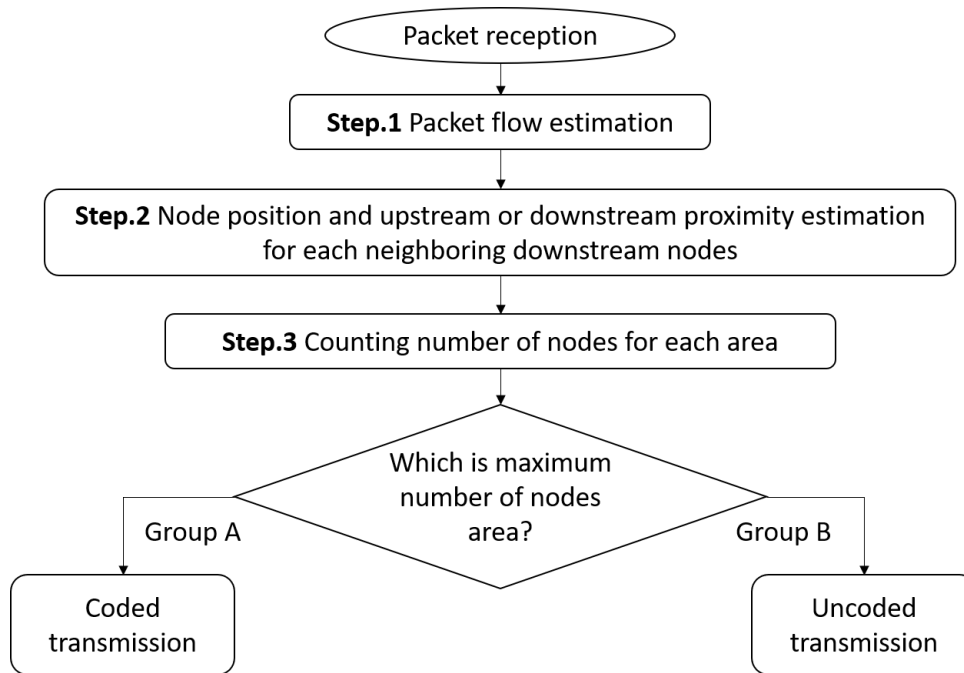 Packet reception
Step.1 Packet flow estimation
Step.2 Node position and upstream or downstream proximity estimation
for each neighboring downstream nodes
Step.3 Counting number of nodes for each area
Which is maximum
number of nodes
area?
Group A
Group B
Coded
transmission
Uncoded
transmission